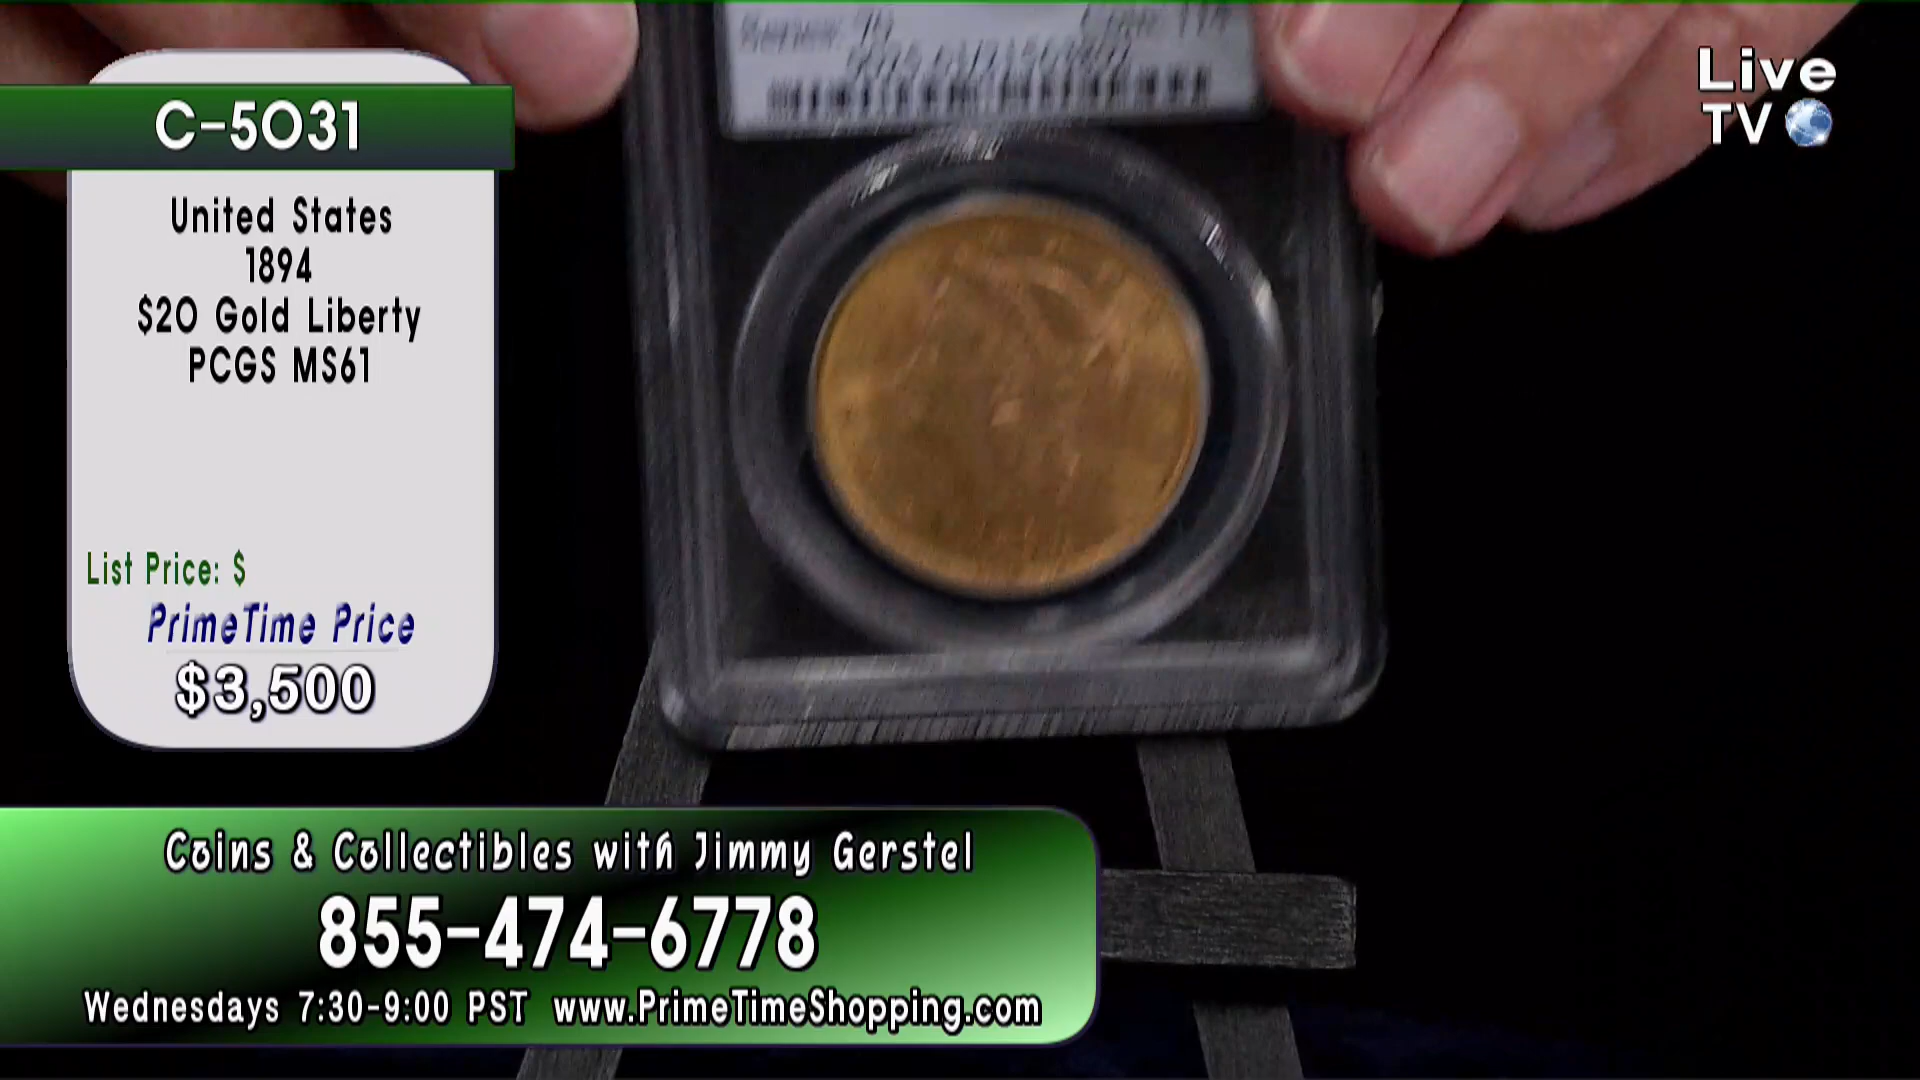 C-5031
United States
1894
$20 Gold Liberty
PCGS MS61
List Price: $
PrimeTime Price
$3,500
Live
TV
Coins & Collectibles with Jimmy Gerstel
855-474-6778
Wednesdays 7:30-9:00 PST www.PrimeTimeShopping.com